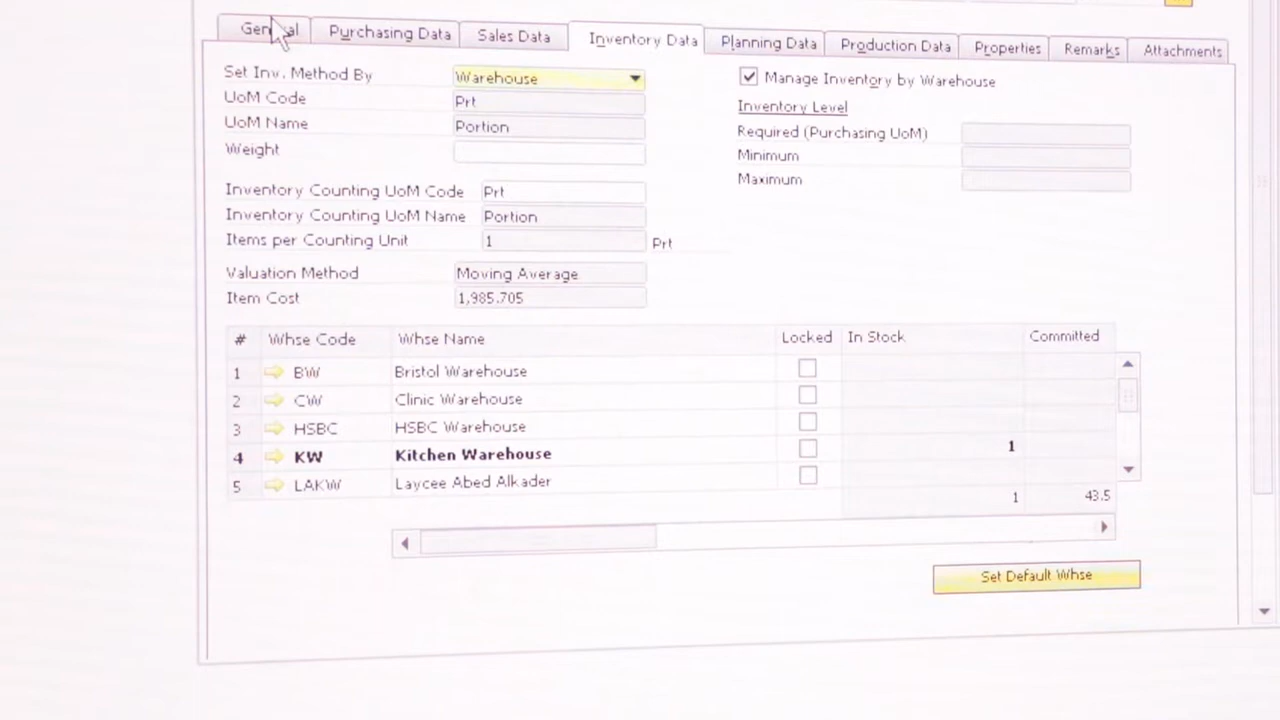 General Purchasing Data Sales Data Inventory Data Planning Data Production Data Properties Remarks Attachments
Set Inv. Method By Warehouse
UoM Code Prt
UoM Name Portion
Weight
Manage Inventory by Warehouse
Inventory Level
Required (Purchasing UoM)
Minimum
Maximum
Inventory Counting UoM Code Prt
Inventory Counting UoM Name Portion
Items per Counting Unit 1 Prt
Valuation Method Moving Average
Item Cost 1,985.705
# Whse Code Whse Name Locked In Stock Committed
1 BW Bristol Warehouse
2 CW Clinic Warehouse
3 HSBC HSBC Warehouse
4 KW Kitchen Warehouse 1
5 LAKW Laycee Abed Alkader
1 43.5
Set Default Whse